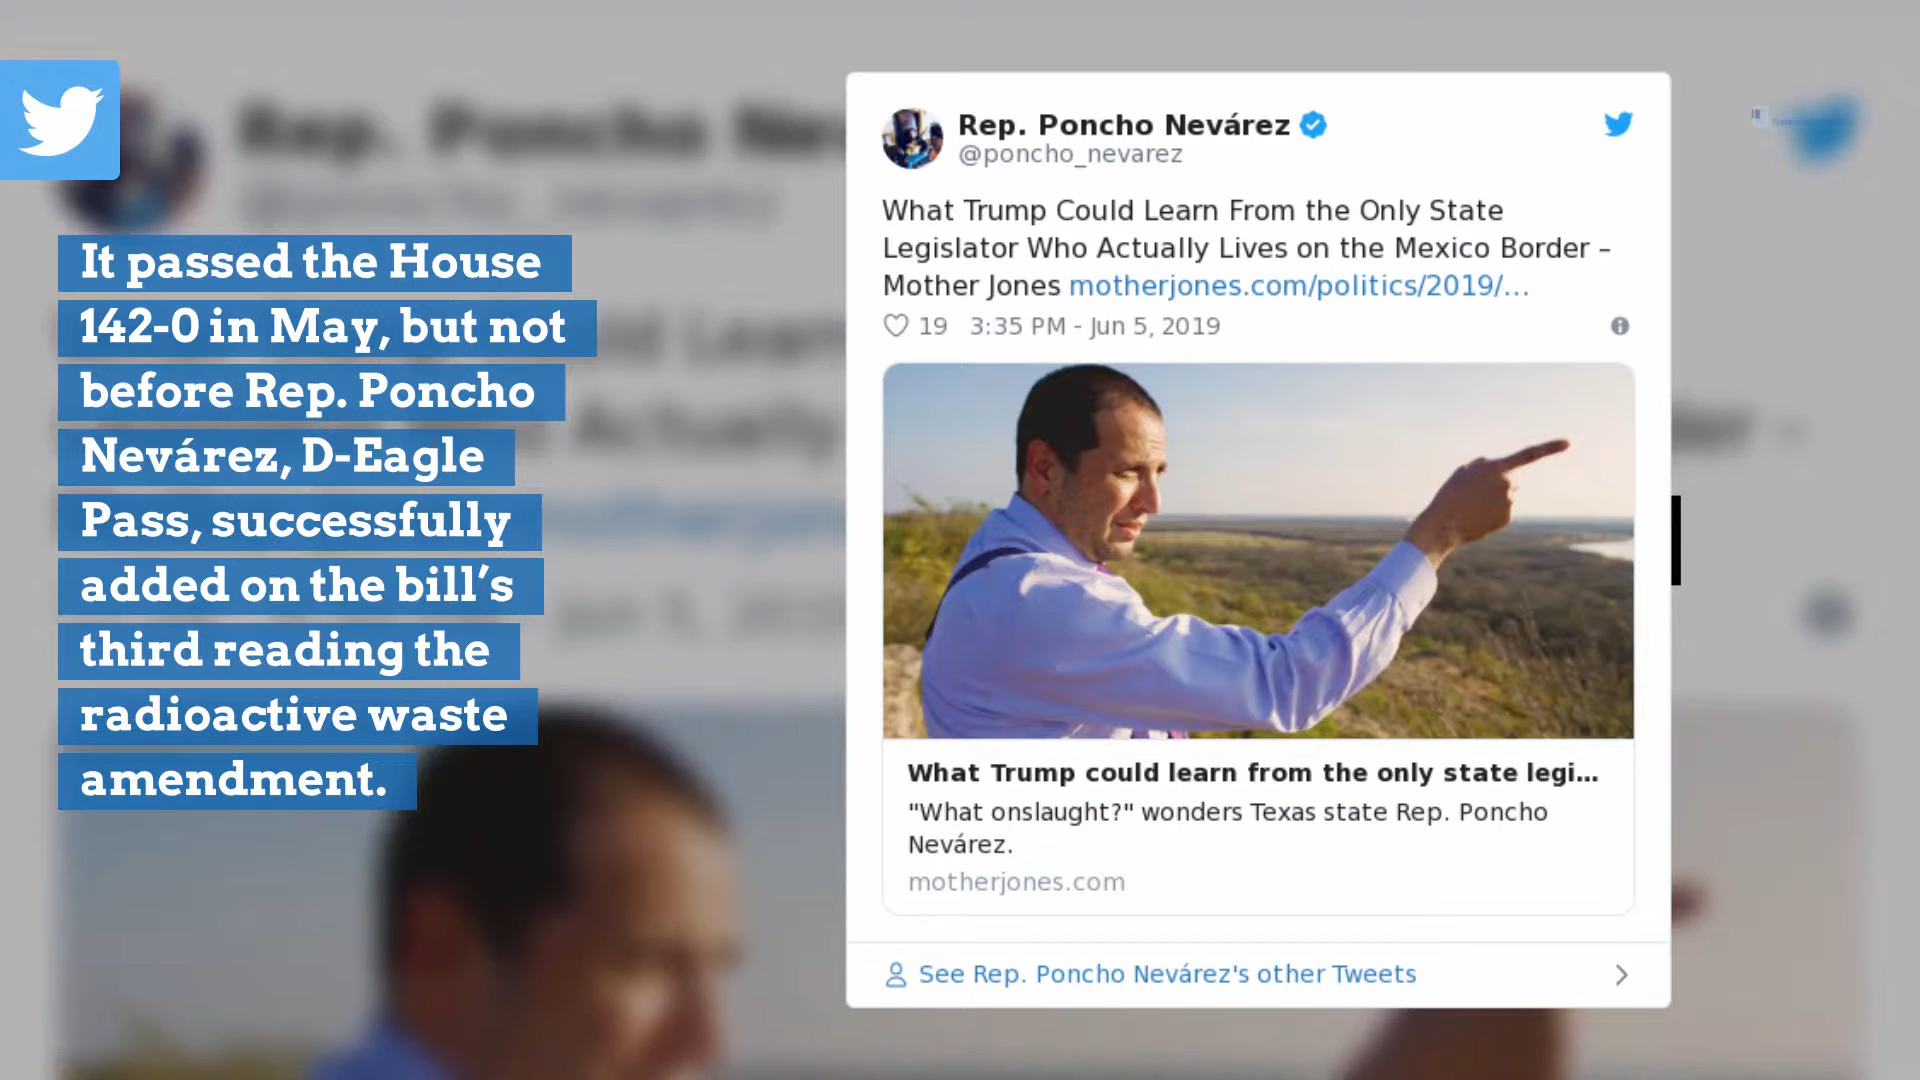 It passed the House
142-0 in May, but not
before Rep. Poncho
Nevárez, D-Eagle
Pass, successfully
added on the bill’s
third reading the
radioactive waste
amendment.
Rep. Poncho Nevárez
@poncho_nevarez
What Trump Could Learn From the Only State
Legislator Who Actually Lives on the Mexico Border –
Mother Jones motherjones.com/politics/2019/…
19 3:35 PM - Jun 5, 2019
What Trump could learn from the only state legi…
"What onslaught?" wonders Texas state Rep. Poncho
Nevárez.
motherjones.com
See Rep. Poncho Nevárez's other Tweets